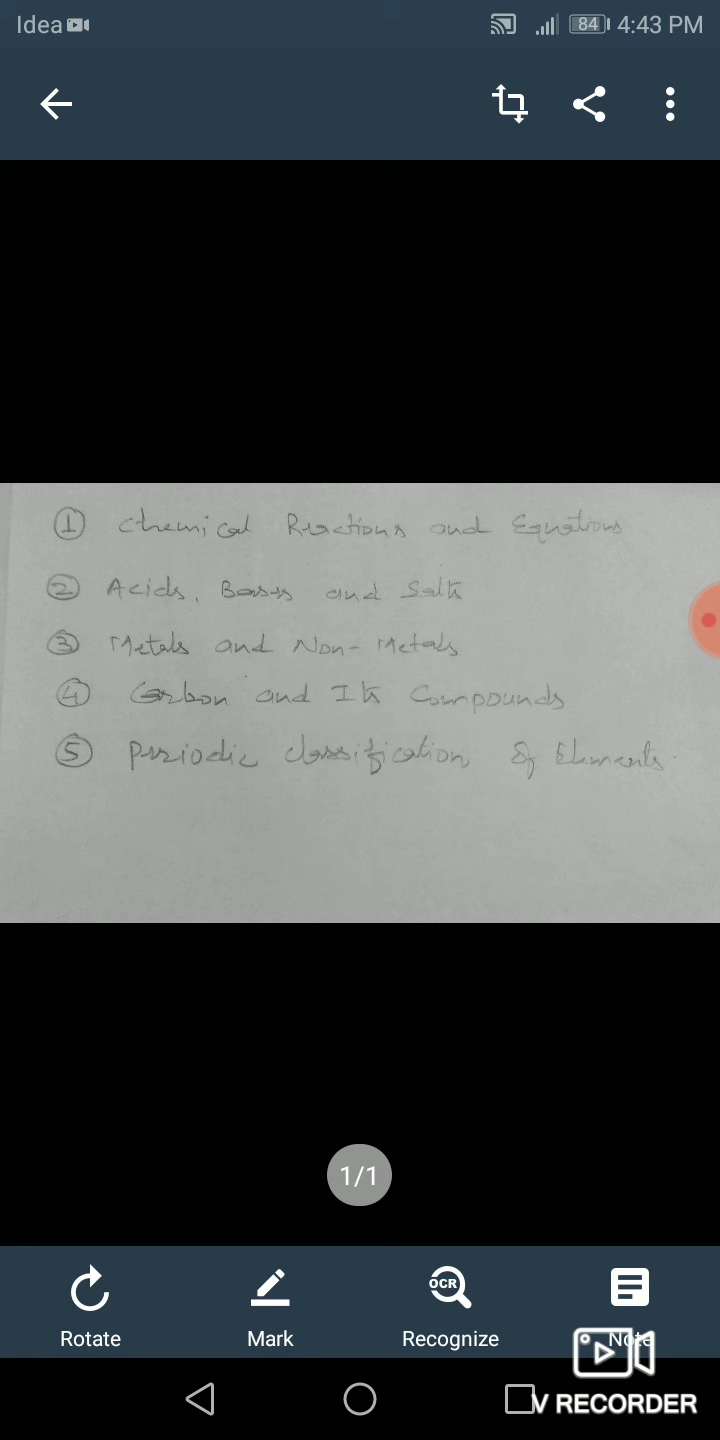 Idea 84 4:43 PM
① Chemical Reactions and Equations
② Acids, Bases and Salts
③ Metals and Non-Metals
④ Carbon and Its Compounds
⑤ Periodic classification of Elements.
1/1
OCR
Rotate Mark Recognize Note
V RECORDER